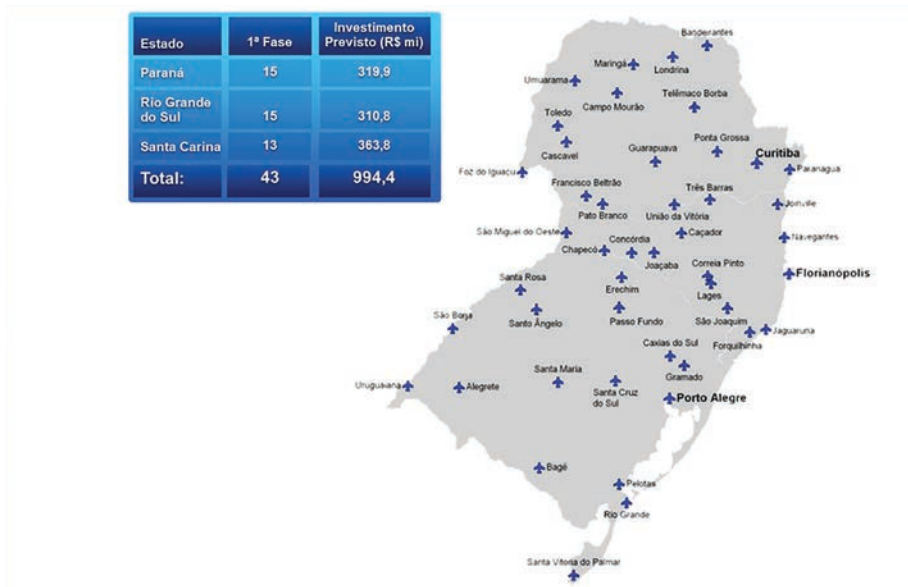 Estado 1ª Fase Investimento Previsto (R$ mi)
Paraná 15 319,9
Rio Grande do Sul 15 310,8
Santa Carina 13 363,8
Total: 43 994,4
Bandeirantes
Maringá
Londrina
Umuarama
Campo Mourão
Telêmaco Borba
Toledo
Cascavel
Guarapuava
Ponta Grossa
Curitiba
Paranagua
Foz do Iguaçu
Francisco Beltrão
Três Barras
Pato Branco
União da Vitória
Joinville
São Miguel do Oeste
Concórdia
Caçador
Navegantes
Chapecó
Joaçaba
Correia Pinto
Florianópolis
Santa Rosa
Erechim
Lages
Santo Ângelo
Passo Fundo
São Joaquim
São Borja
Jaguaruna
Forquilhinha
Caxias do Sul
Gramado
Santa Maria
Uruguaiana
Alegrete
Santa Cruz
do Sul
Porto Alegre
Bagé
Pelotas
Rio Grande
Santa Vitoria do Palmar